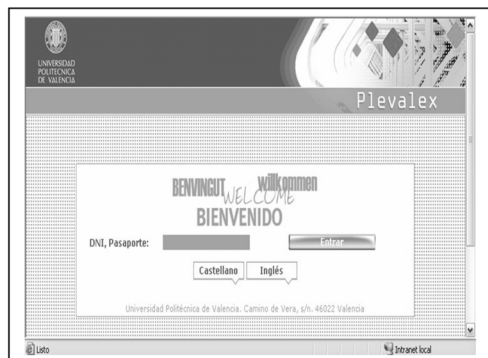 UNIVERSIDAD
POLITECNICA
DE VALENCIA
Plevalex
BENVINGUT willkommen
WELCOME
BIENVENIDO
DNI, Pasaporte:
Entrar
Castellano Inglés
Universidad Politécnica de Valencia. Camino de Vera, s/n. 46022 Valencia
Listo
Intranet local